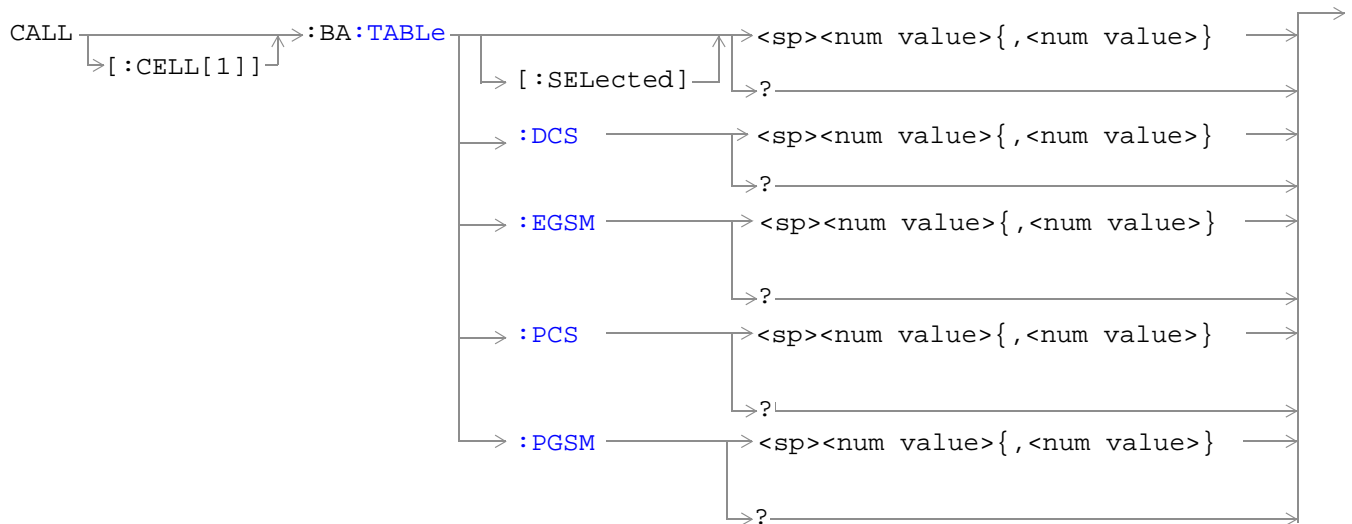 CALL :BA:TABLe <sp><num value>{,<num value>}
[:CELL[1]] [:SELected]
?
:DCS <sp><num value>{,<num value>}
?
:EGSM <sp><num value>{,<num value>}
?
:PCS <sp><num value>{,<num value>}
?
:PGSM <sp><num value>{,<num value>}
?